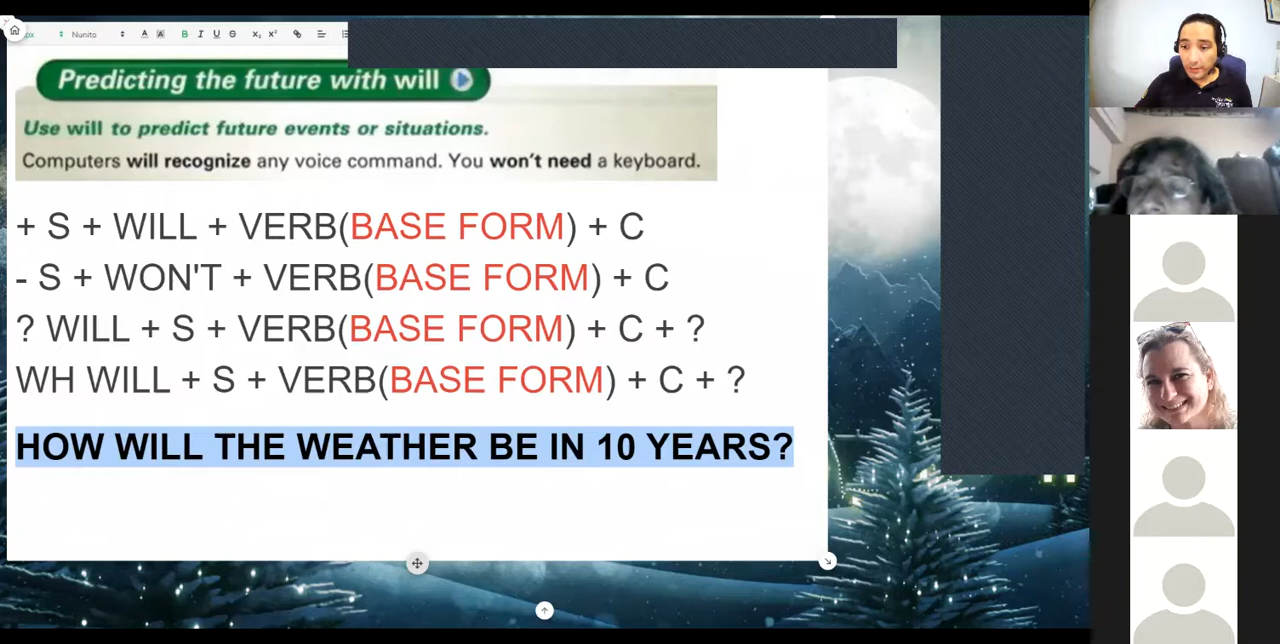 Nunito
Predicting the future with will
Use will to predict future events or situations.
Computers will recognize any voice command. You won't need a keyboard.
+ S + WILL + VERB(BASE FORM) + C
- S + WON'T + VERB(BASE FORM) + C
? WILL + S + VERB(BASE FORM) + C + ?
WH WILL + S + VERB(BASE FORM) + C + ?
HOW WILL THE WEATHER BE IN 10 YEARS?